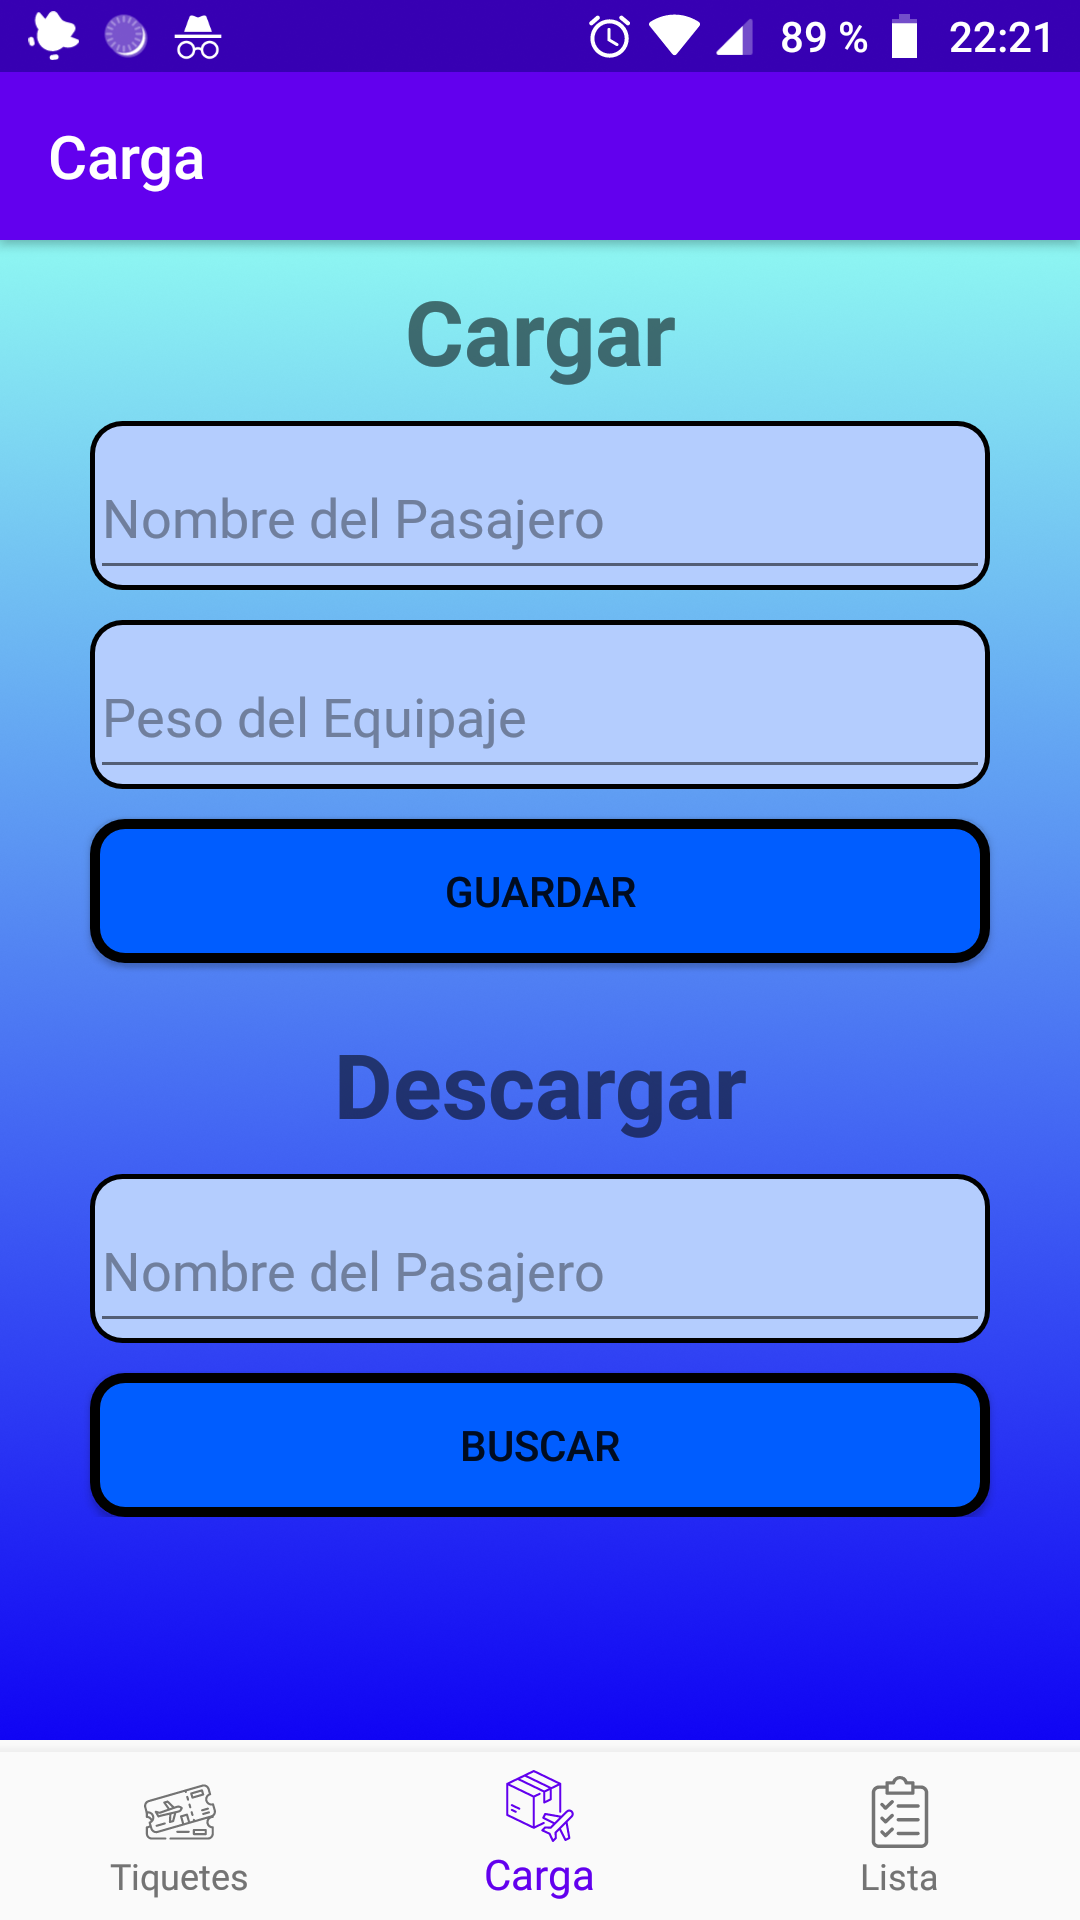 89 % 22:21
Carga
Cargar
Nombre del Pasajero
Peso del Equipaje
GUARDAR
Descargar
Nombre del Pasajero
BUSCAR
Tiquetes Carga Lista